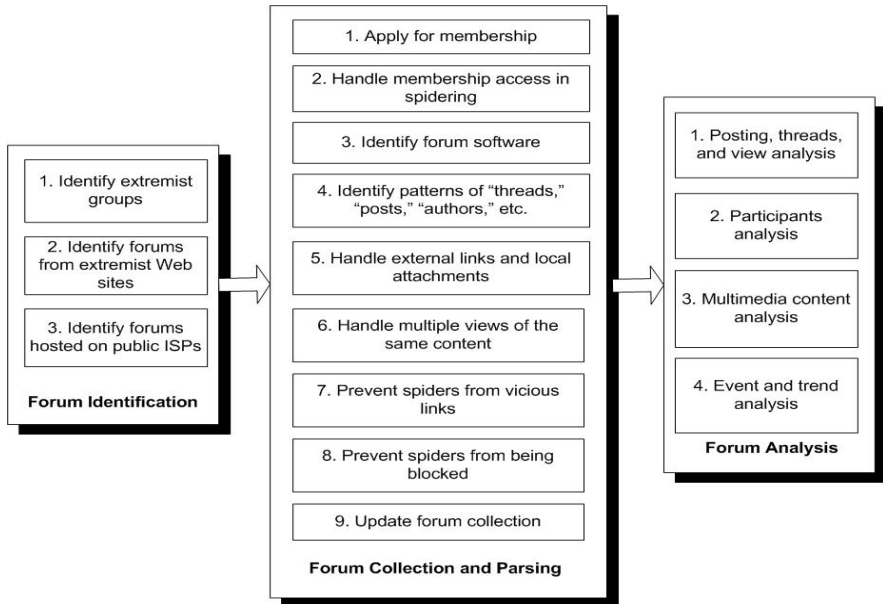 1. Identify extremist
groups
2. Identify forums
from extremist Web
sites
3. Identify forums
hosted on public ISPs
Forum Identification
1. Apply for membership
2. Handle membership access in
spidering
3. Identify forum software
4. Identify patterns of “threads,”
“posts,” “authors,” etc.
5. Handle external links and local
attachments
6. Handle multiple views of the
same content
7. Prevent spiders from vicious
links
8. Prevent spiders from being
blocked
9. Update forum collection
Forum Collection and Parsing
1. Posting, threads,
and view analysis
2. Participants
analysis
3. Multimedia content
analysis
4. Event and trend
analysis
Forum Analysis